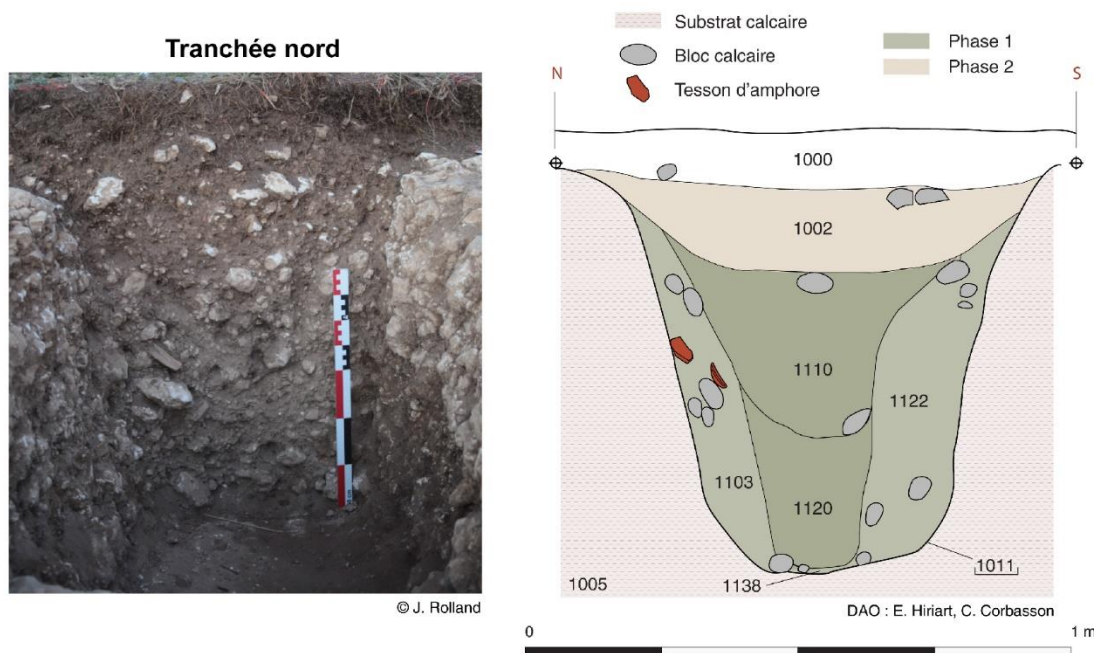 Tranchée nord
© J. Rolland
Substrat calcaire
Bloc calcaire
Tesson d'amphore
Phase 1
Phase 2
N
S
1000
1002
1110
1122
1103
1120
1011
1138
1005
DAO : E. Hiriart, C. Corbasson
0
1 m